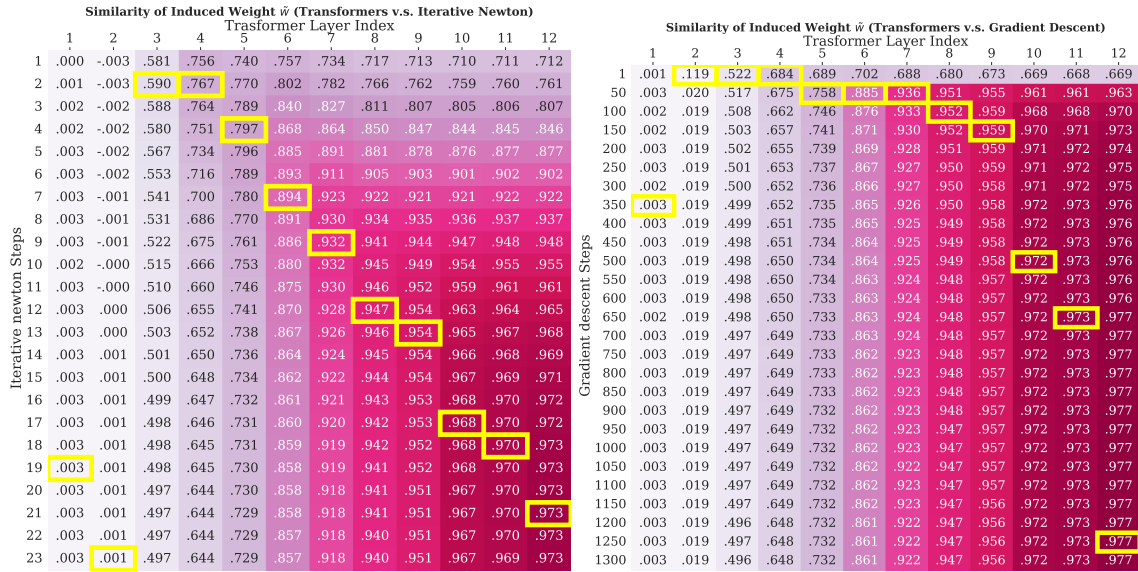 Similarity of Induced Weight w̃ (Transformers v.s. Iterative Newton)
Trasformer Layer Index
1 2 3 4 5 6 7 8 9 10 11 12
Iterative newton Steps
1 .000 -.003 .581 .756 .740 .757 .734 .717 .713 .710 .711 .712
2 .001 -.003 .590 .767 .770 .802 .782 .766 .762 .759 .760 .761
3 .002 -.002 .588 .764 .789 .840 .827 .811 .807 .805 .806 .807
4 .002 -.002 .580 .751 .797 .868 .864 .850 .847 .844 .845 .846
5 .003 -.002 .567 .734 .796 .885 .891 .881 .878 .876 .877 .877
6 .003 -.002 .553 .716 .789 .893 .911 .905 .903 .901 .902 .902
7 .003 -.001 .541 .700 .780 .894 .923 .922 .921 .921 .922 .922
8 .003 -.001 .531 .686 .770 .891 .930 .934 .935 .936 .937 .937
9 .003 -.001 .522 .675 .761 .886 .932 .941 .944 .947 .948 .948
10 .002 -.000 .515 .666 .753 .880 .932 .945 .949 .954 .955 .955
11 .003 -.000 .510 .660 .746 .875 .930 .946 .952 .959 .961 .961
12 .003 .000 .506 .655 .741 .870 .928 .947 .954 .963 .964 .965
13 .003 .000 .503 .652 .738 .867 .926 .946 .954 .965 .967 .968
14 .003 .001 .501 .650 .736 .864 .924 .945 .954 .966 .968 .969
15 .003 .001 .500 .648 .734 .862 .922 .944 .954 .967 .969 .971
16 .003 .001 .499 .647 .732 .861 .921 .943 .953 .968 .970 .972
17 .003 .001 .498 .646 .731 .860 .920 .942 .953 .968 .970 .972
18 .003 .001 .498 .645 .731 .859 .919 .942 .952 .968 .970 .973
19 .003 .001 .498 .645 .730 .858 .919 .941 .952 .968 .970 .973
20 .003 .001 .497 .644 .730 .858 .918 .941 .951 .967 .970 .973
21 .003 .001 .497 .644 .729 .858 .918 .941 .951 .967 .970 .973
22 .003 .001 .497 .644 .729 .857 .918 .940 .951 .967 .970 .973
23 .003 .001 .497 .644 .729 .857 .918 .940 .951 .967 .969 .973
Similarity of Induced Weight w̃ (Transformers v.s. Gradient Descent)
Trasformer Layer Index
1 2 3 4 5 6 7 8 9 10 11 12
Gradient descent Steps
1 .001 .119 .522 .684 .689 .702 .688 .680 .673 .669 .668 .669
50 .003 .020 .517 .675 .758 .885 .936 .951 .955 .961 .961 .963
100 .002 .019 .508 .662 .746 .876 .933 .952 .959 .968 .968 .970
150 .003 .019 .503 .657 .741 .871 .930 .952 .959 .970 .971 .973
200 .003 .019 .502 .655 .739 .869 .928 .951 .959 .971 .972 .974
250 .003 .019 .501 .653 .737 .867 .927 .950 .959 .971 .972 .975
300 .002 .019 .500 .652 .736 .866 .927 .950 .958 .971 .972 .975
350 .003 .019 .499 .652 .735 .865 .926 .950 .958 .972 .973 .976
400 .003 .019 .499 .651 .735 .865 .925 .949 .958 .972 .973 .976
450 .003 .019 .498 .651 .734 .864 .925 .949 .958 .972 .973 .976
500 .003 .019 .498 .650 .734 .864 .925 .949 .958 .972 .973 .976
550 .003 .019 .498 .650 .734 .863 .924 .948 .957 .972 .973 .976
600 .003 .019 .498 .650 .733 .863 .924 .948 .957 .972 .973 .976
650 .002 .019 .498 .650 .733 .863 .924 .948 .957 .972 .973 .977
700 .003 .019 .497 .649 .733 .862 .923 .948 .957 .972 .973 .977
750 .003 .019 .497 .649 .733 .862 .923 .948 .957 .972 .973 .977
800 .003 .019 .497 .649 .733 .862 .923 .948 .957 .972 .973 .977
850 .003 .019 .497 .649 .732 .862 .923 .948 .957 .972 .973 .977
900 .003 .019 .497 .649 .732 .862 .923 .948 .957 .972 .973 .977
950 .003 .019 .497 .649 .732 .862 .923 .947 .957 .972 .973 .977
1000 .003 .019 .497 .649 .732 .862 .923 .947 .957 .972 .973 .977
1050 .003 .019 .497 .649 .732 .862 .923 .947 .957 .972 .973 .977
1100 .003 .019 .497 .649 .732 .862 .923 .947 .957 .972 .973 .977
1150 .003 .019 .497 .648 .732 .862 .922 .947 .957 .972 .973 .977
1200 .003 .019 .496 .648 .732 .861 .922 .947 .956 .972 .973 .977
1250 .003 .019 .496 .648 .732 .861 .922 .947 .956 .972 .973 .977
1300 .003 .019 .496 .648 .732 .861 .922 .947 .956 .972 .973 .977